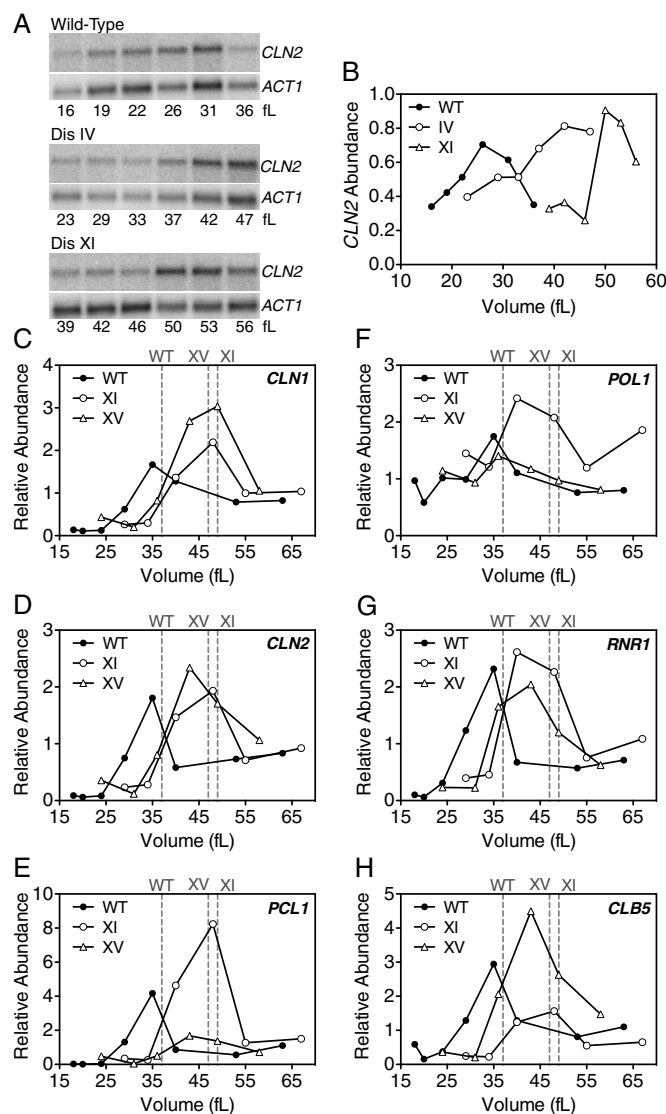 A
Wild-Type
CLN2
ACT1
16 19 22 26 31 36 fL
Dis IV
CLN2
ACT1
23 29 33 37 42 47 fL
Dis XI
CLN2
ACT1
39 42 46 50 53 56 fL
B
1.0
0.8
0.6
0.4
0.2
0.0
WT
IV
XI
CLN2 Abundance
10 20 30 40 50 60
Volume (fL)
C
WT XV XI
CLN1
WT
XI
XV
4
3
2
1
0
Relative Abundance
15 25 35 45 55 65
Volume (fL)
F
WT XV XI
POL1
WT
XI
XV
3
2
1
0
Relative Abundance
15 25 35 45 55 65
Volume (fL)
D
WT XV XI
CLN2
WT
XI
XV
3
2
1
0
Relative Abundance
15 25 35 45 55 65
Volume (fL)
G
WT XV XI
RNR1
WT
XI
XV
3
2
1
0
Relative Abundance
15 25 35 45 55 65
Volume (fL)
E
WT XV XI
PCL1
WT
XI
XV
10
8
6
4
2
0
Relative Abundance
15 25 35 45 55 65
Volume (fL)
H
WT XV XI
CLB5
WT
XI
XV
5
4
3
2
1
0
Relative Abundance
15 25 35 45 55 65
Volume (fL)